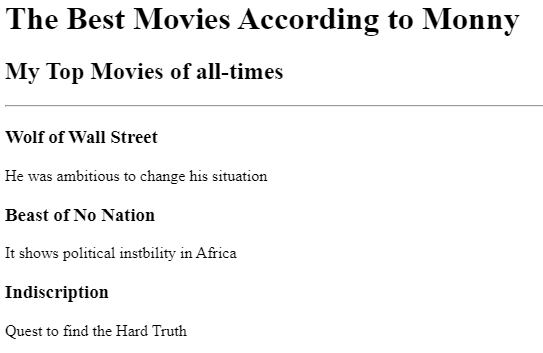 The Best Movies According to Monny
My Top Movies of all-times
Wolf of Wall Street
He was ambitious to change his situation
Beast of No Nation
It shows political instbility in Africa
Indiscription
Quest to find the Hard Truth